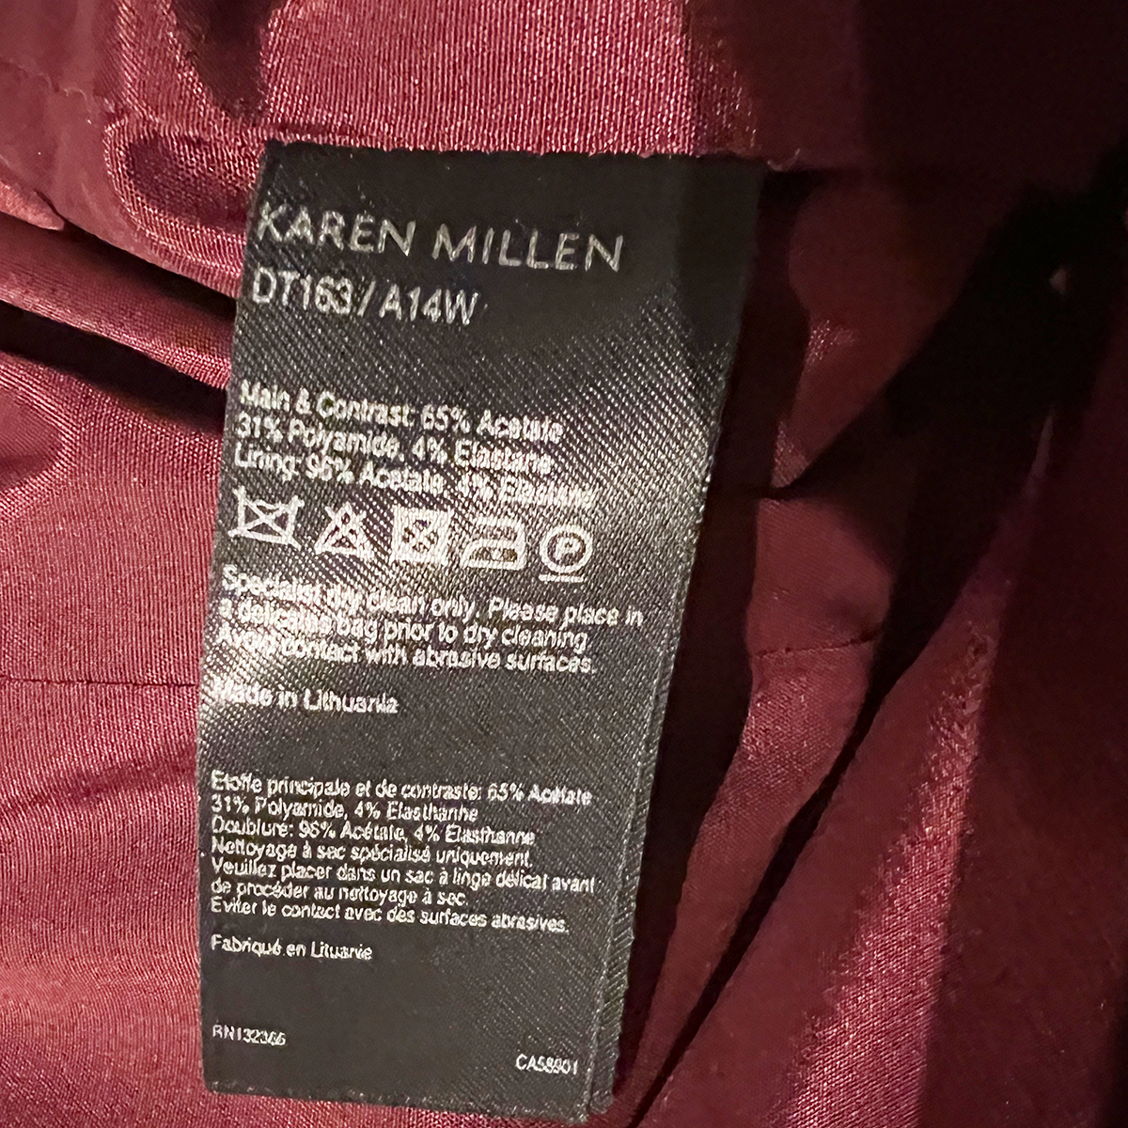 KAREN MILLEN
DT163 / A14W
Main & Contrast: 65% Acetate
31% Polyamide, 4% Elastane
Lining: 96% Acetate, 4% Elastane
P
Specialist dry clean only. Please place in
a delicates bag prior to dry cleaning
Avoid contact with abrasive surfaces.
Made in Lithuania
Etoffe principale et de contraste: 65% Acétate
31% Polyamide, 4% Elasthanne
Doublure: 96% Acétate, 4% Elasthanne
Nettoyage à sec spécialisé uniquement.
Veuillez placer dans un sac à linge délicat avant
de procéder au nettoyage à sec.
Eviter le contact avec des surfaces abrasives.
Fabriqué en Lituanie
RN132366
CA58901